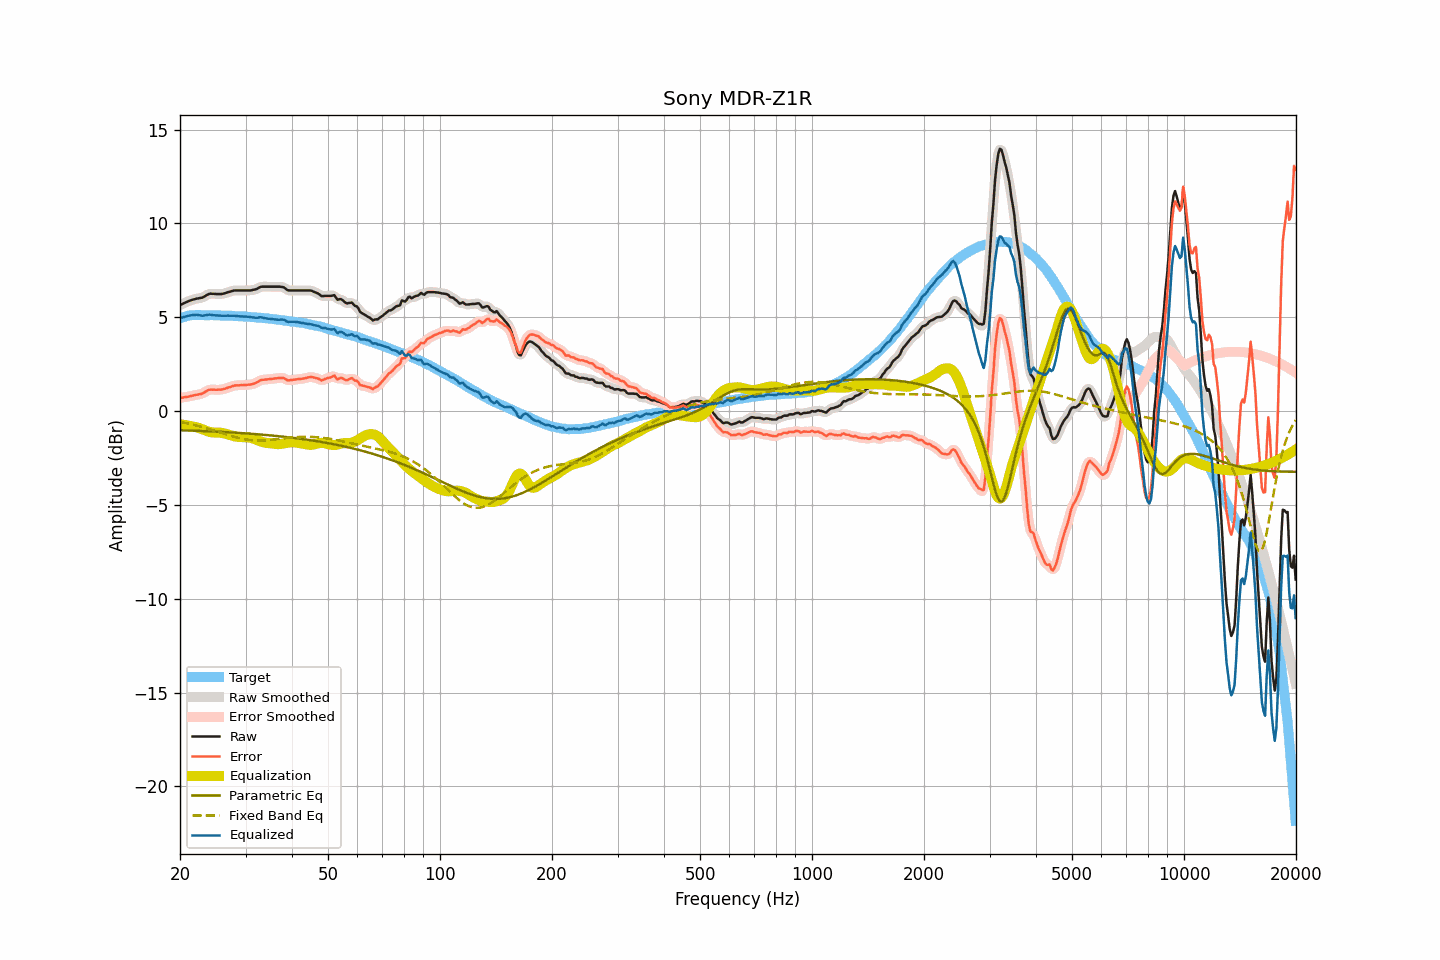 Sony MDR-Z1R
15
10
5
0
−5
−10
−15
−20
Amplitude (dBr)
Target
Raw Smoothed
Error Smoothed
Raw
Error
Equalization
Parametric Eq
Fixed Band Eq
Equalized
20 50 100 200 500 1000 2000 5000 10000 20000
Frequency (Hz)